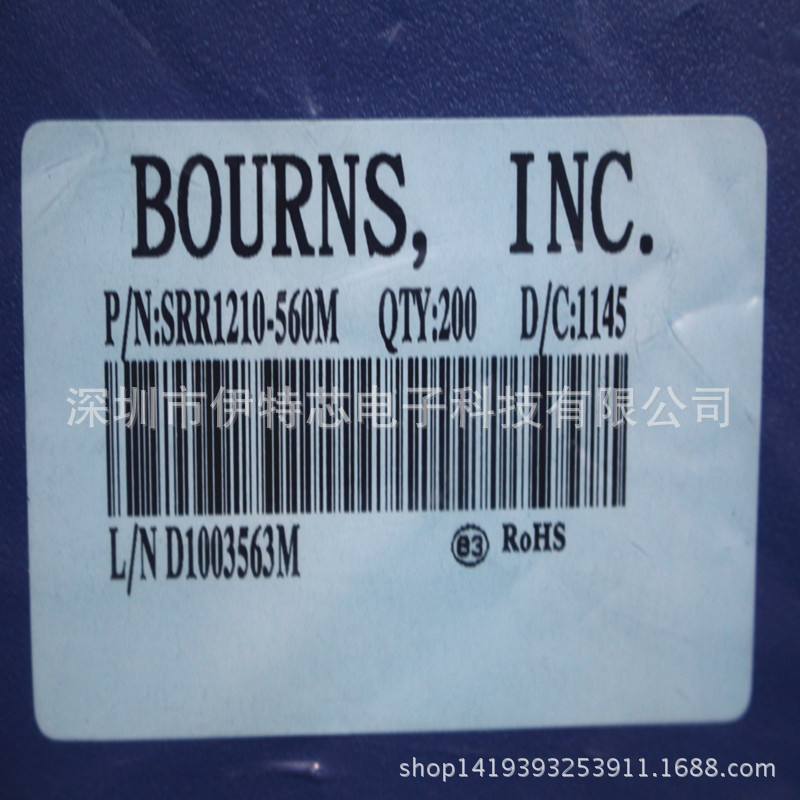 BOURNS, INC.
P/N:SRR1210-560M QTY:200 D/C:1145
深圳市伊特芯电子科技有限公司
L/N D1003563M 83 RoHS
shop1419393253911.1688.com